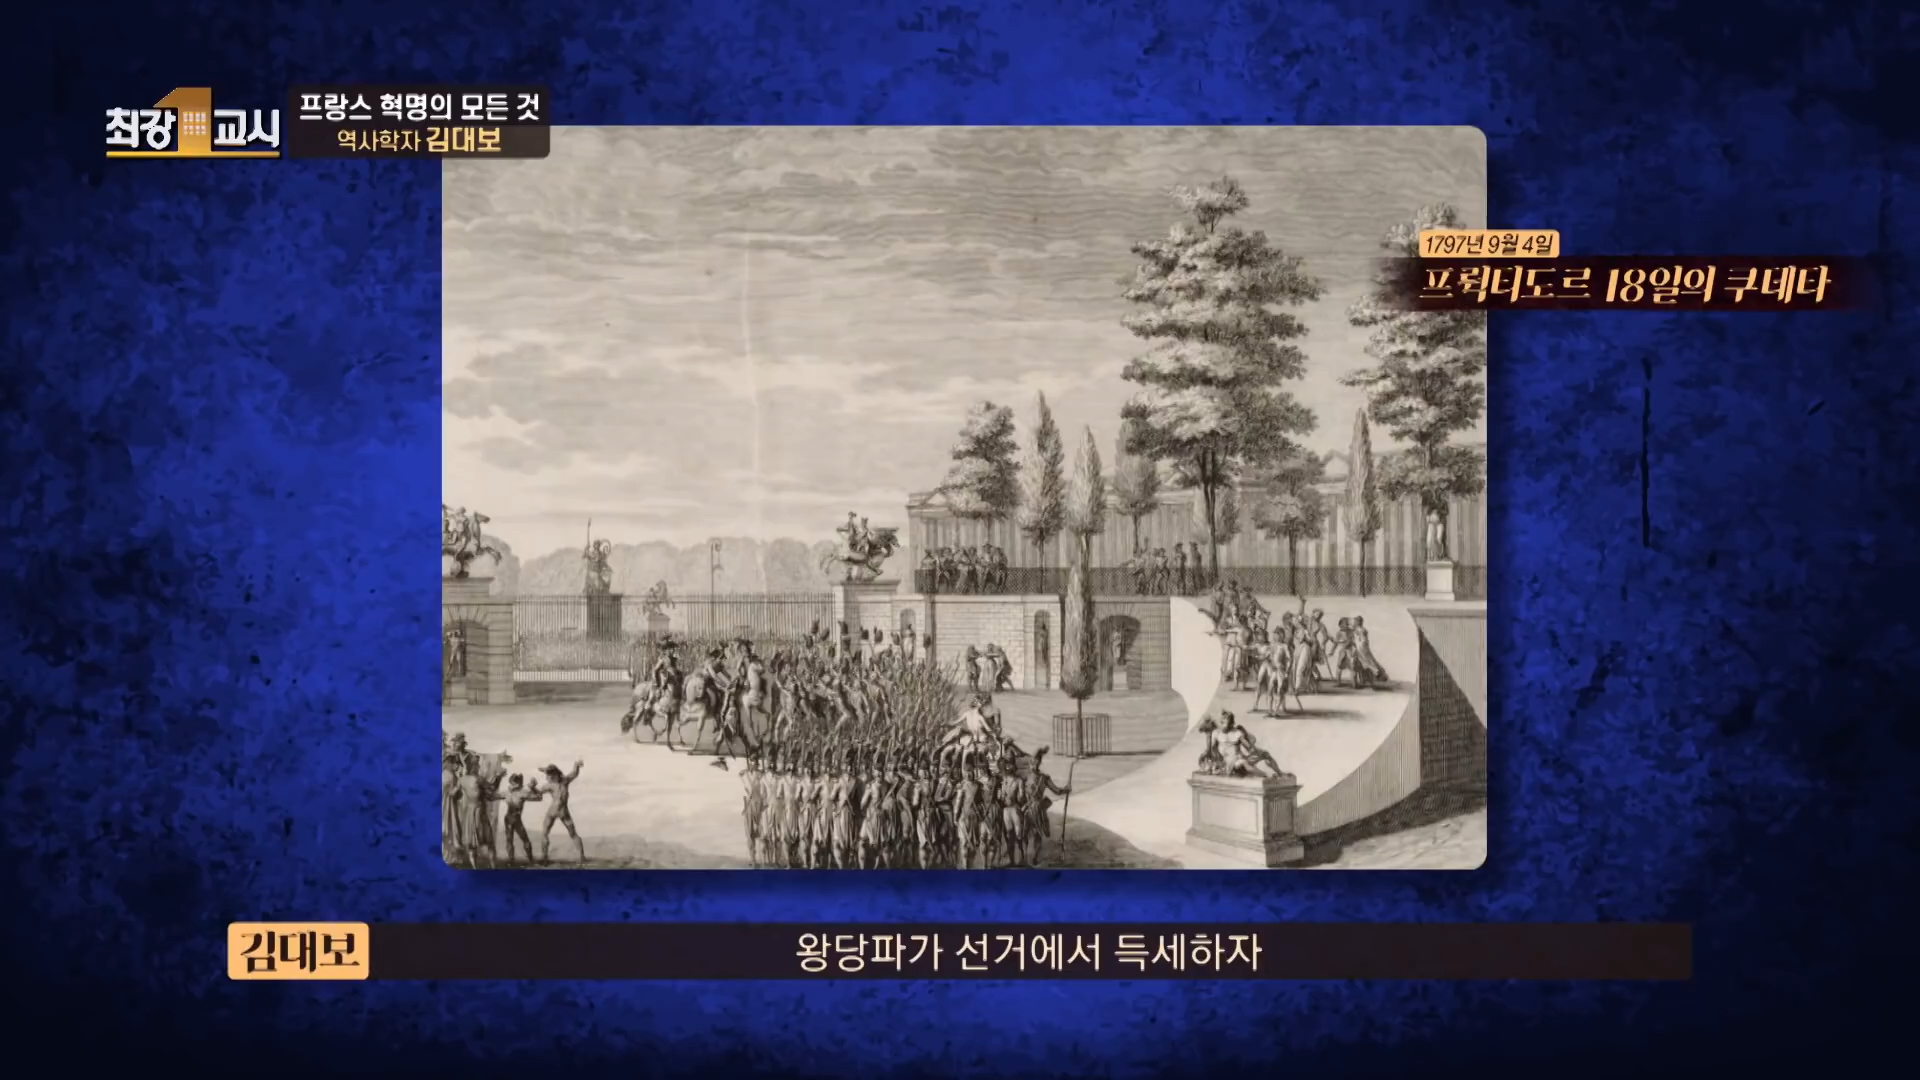 최강1교시
프랑스 혁명의 모든 것
역사학자 김대보
1797년 9월 4일
프뤽티도르 18일의 쿠데타
김대보
왕당파가 선거에서 득세하자